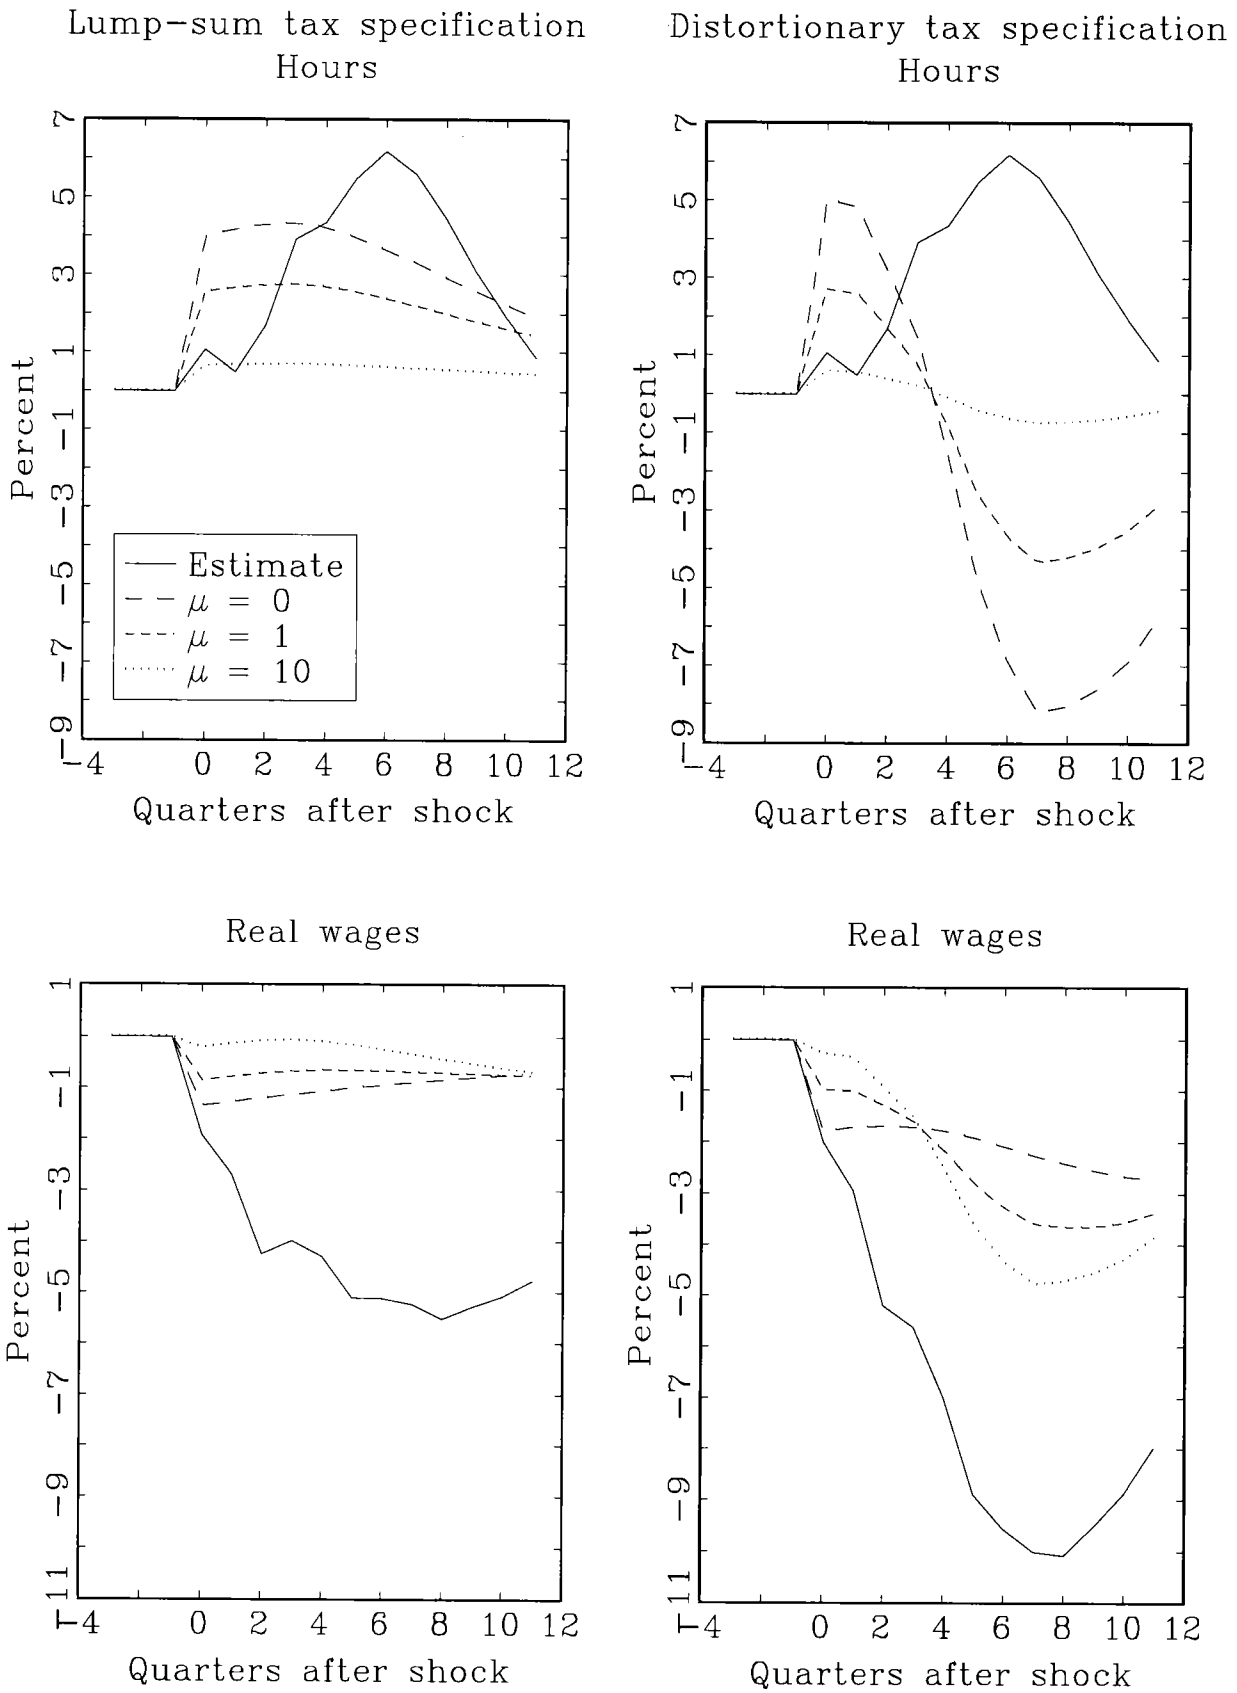 Lump-sum tax specification
Hours
Distortionary tax specification
Hours
7
5
3
1
-1
-3
-5
-7
-9
Percent
Estimate
μ = 0
μ = 1
μ = 10
-4 0 2 4 6 8 10 12
Quarters after shock
7
5
3
1
-1
-3
-5
-7
-9
Percent
-4 0 2 4 6 8 10 12
Quarters after shock
Real wages
1
-1
-3
-5
-7
-9
-11
Percent
-4 0 2 4 6 8 10 12
Quarters after shock
Real wages
1
-1
-3
-5
-7
-9
-11
Percent
-4 0 2 4 6 8 10 12
Quarters after shock